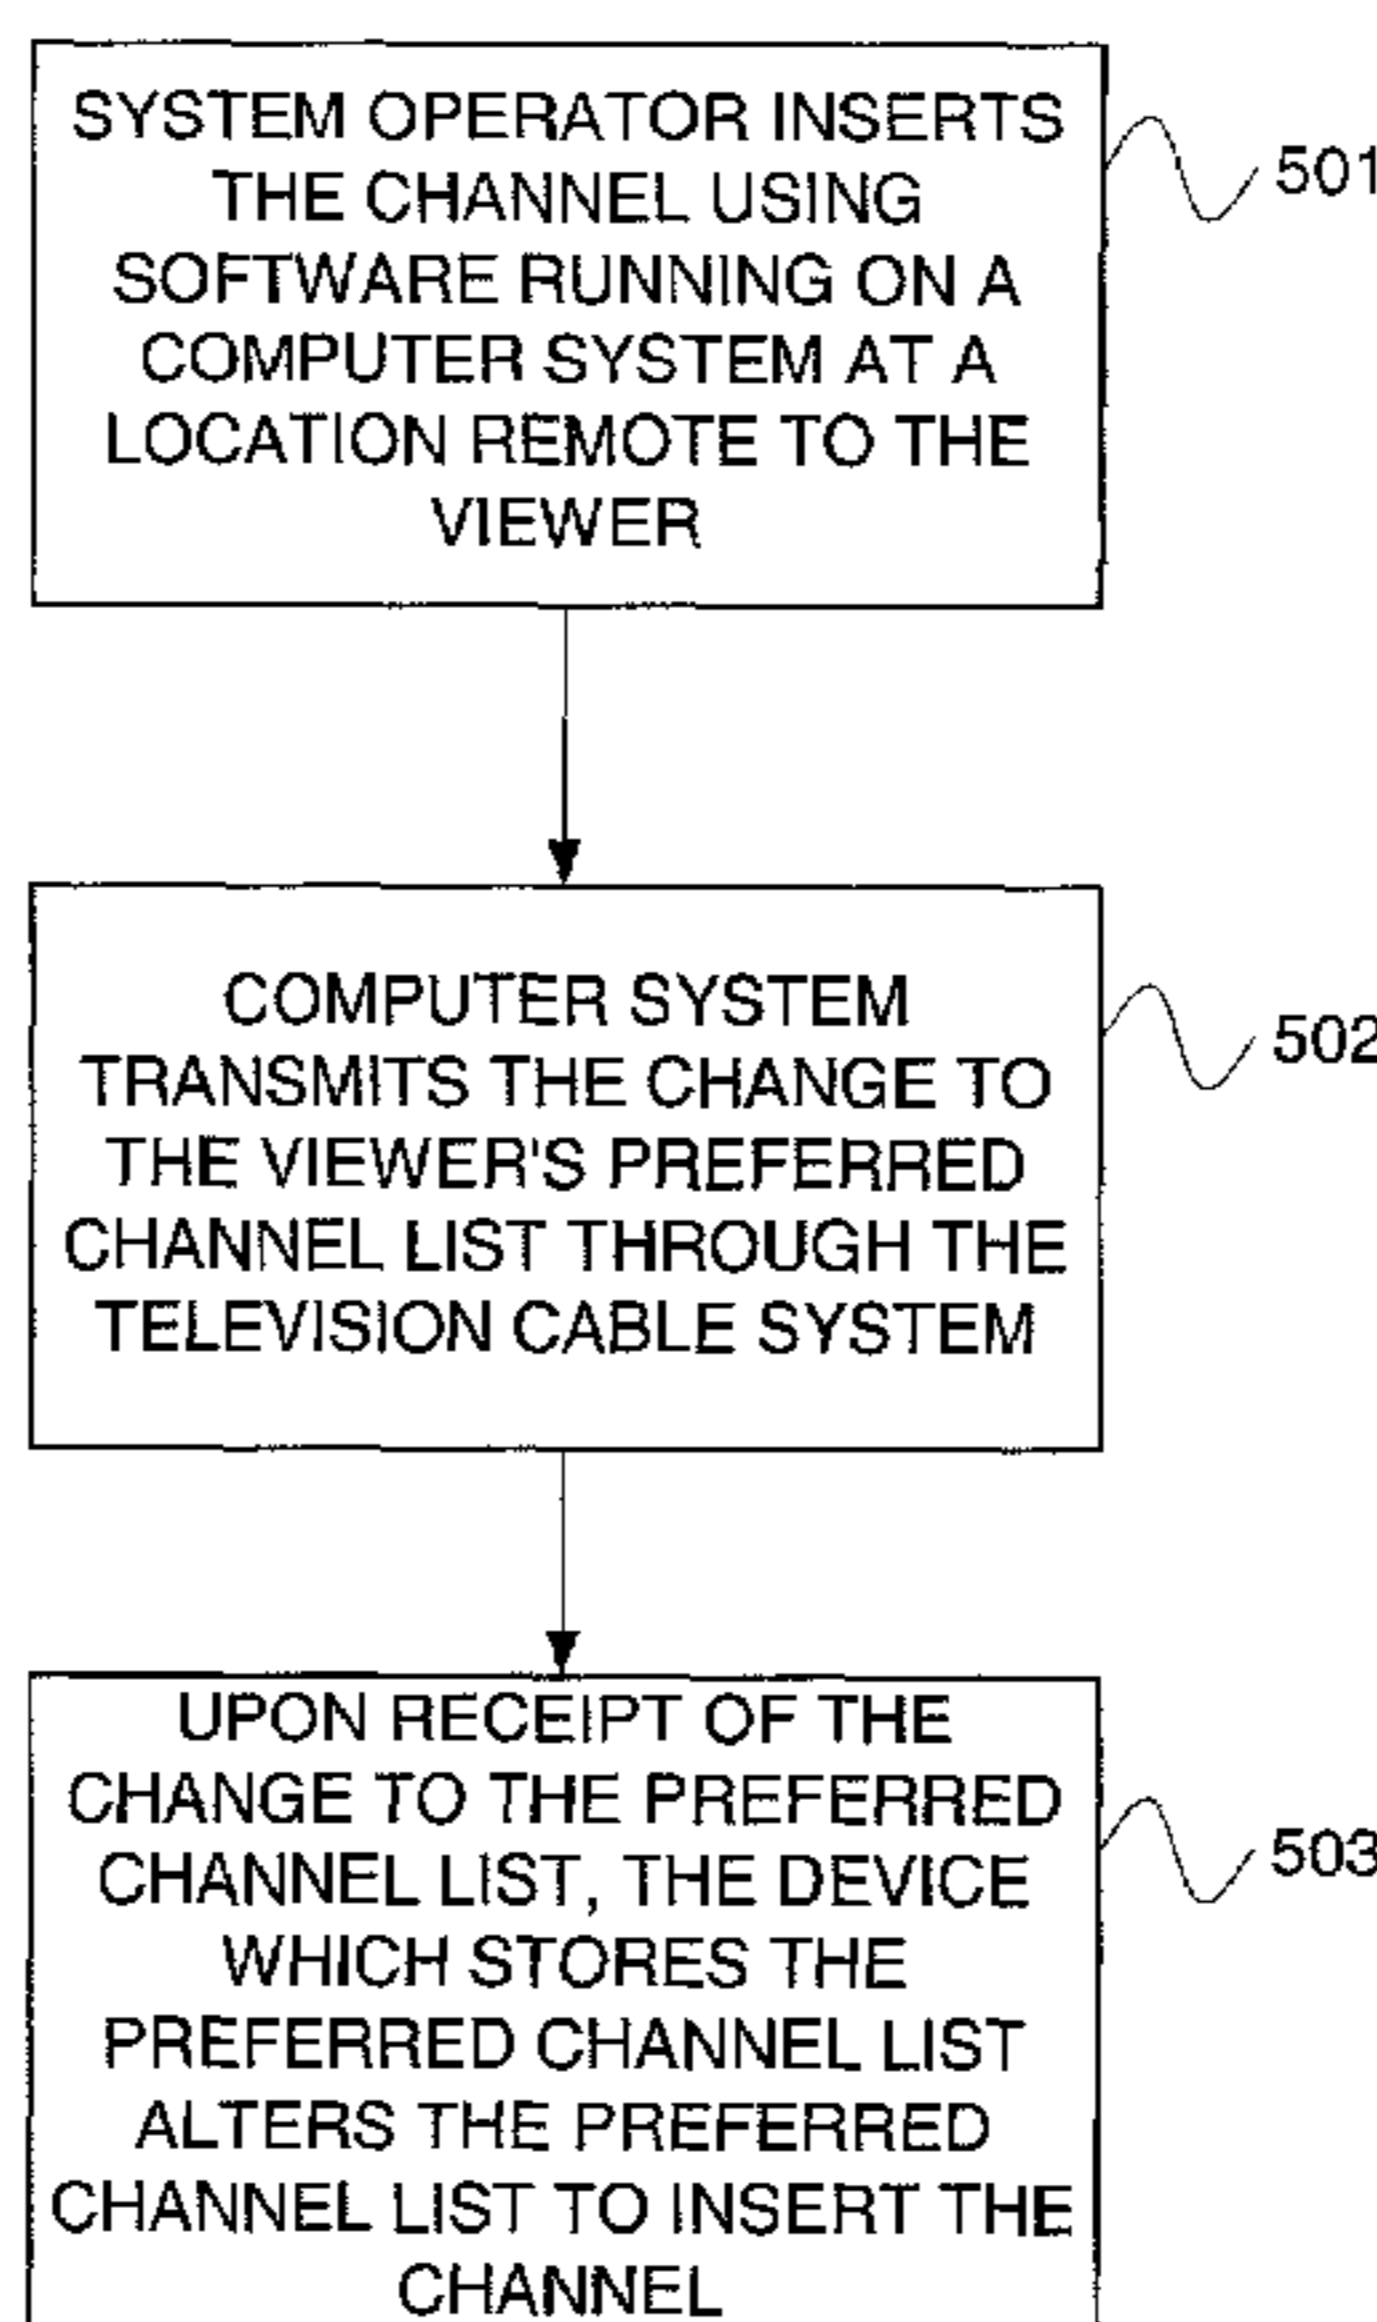 SYSTEM OPERATOR INSERTS
THE CHANNEL USING
SOFTWARE RUNNING ON A
COMPUTER SYSTEM AT A
LOCATION REMOTE TO THE
VIEWER
501
COMPUTER SYSTEM
TRANSMITS THE CHANGE TO
THE VIEWER'S PREFERRED
CHANNEL LIST THROUGH THE
TELEVISION CABLE SYSTEM
502
UPON RECEIPT OF THE
CHANGE TO THE PREFERRED
CHANNEL LIST, THE DEVICE
WHICH STORES THE
PREFERRED CHANNEL LIST
ALTERS THE PREFERRED
CHANNEL LIST TO INSERT THE
CHANNEL
503